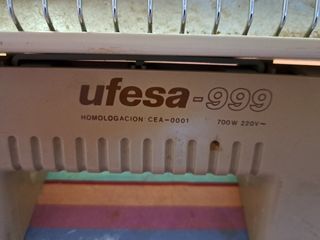 ufesa-999
HOMOLOGACION CEA-0001 700W 220V~